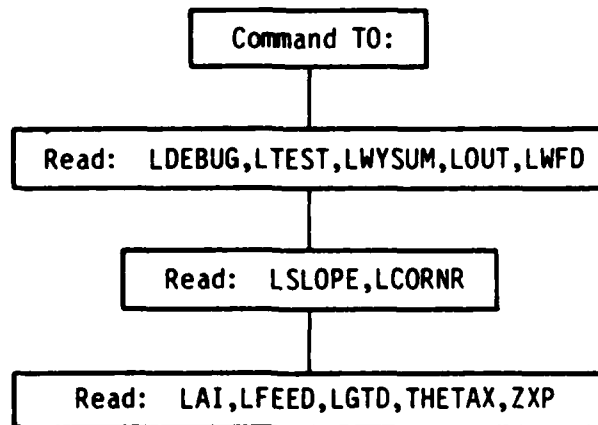 Command TO:
Read: LDEBUG,LTEST,LWYSUM,LOUT,LWFD
Read: LSLOPE,LCORNR
Read: LAI,LFEED,LGTD,THETAX,ZXP